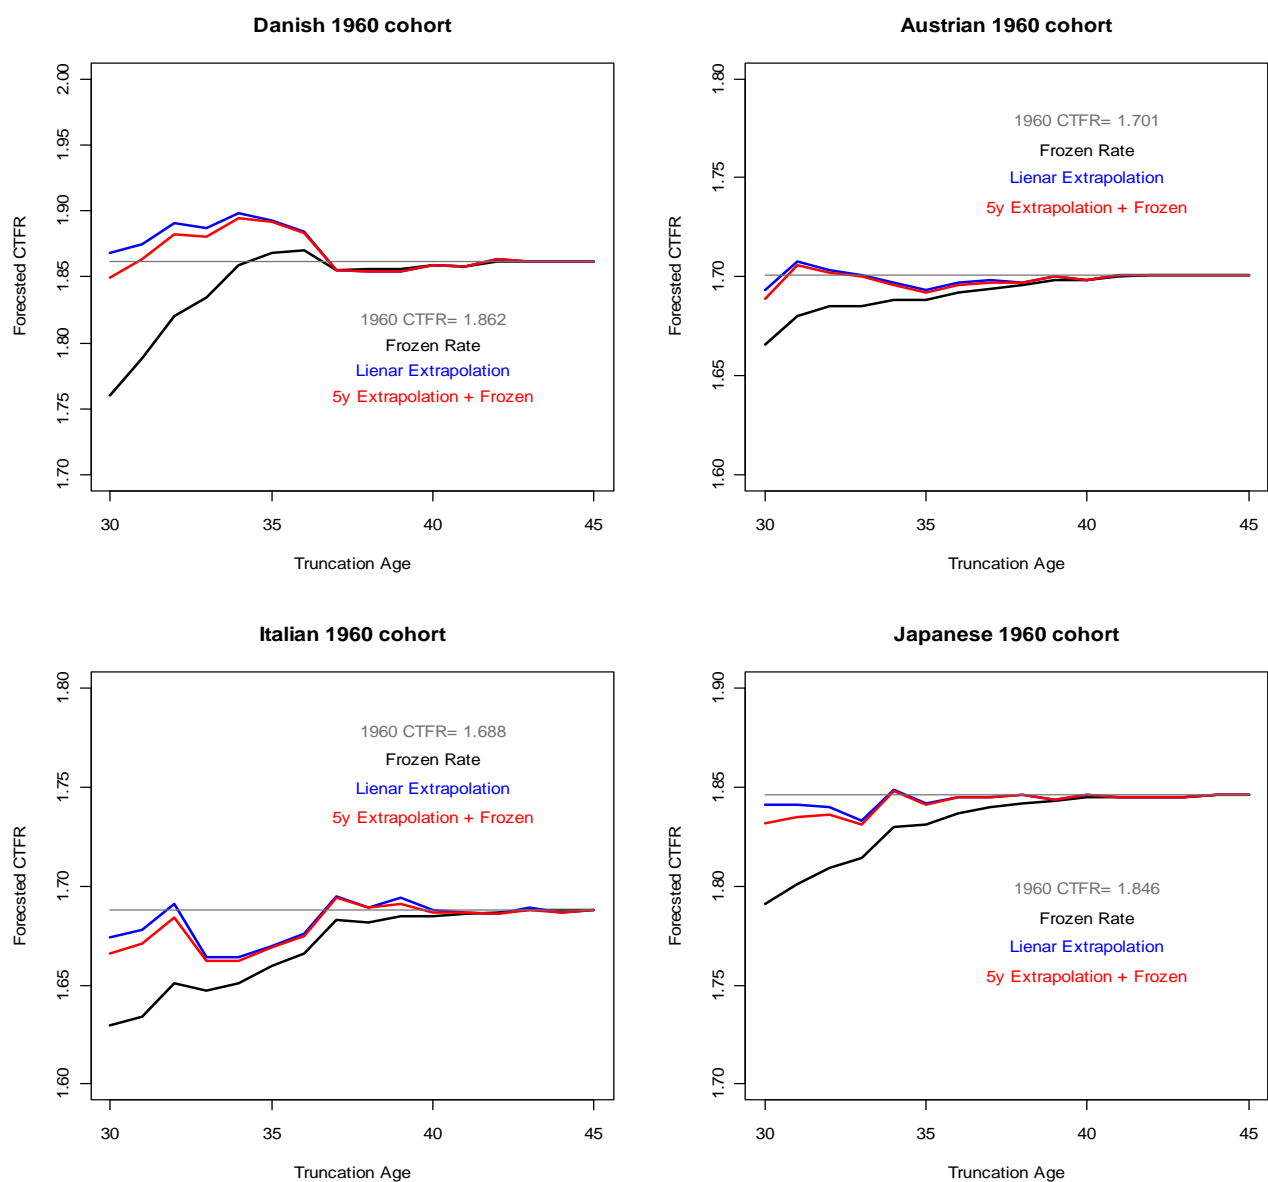 Danish 1960 cohort
Forecsted CTFR
2.00
1.95
1.90
1.85
1.80
1.75
1.70
1960 CTFR= 1.862
Frozen Rate
Lienar Extrapolation
5y Extrapolation + Frozen
30
35
40
45
Truncation Age
Austrian 1960 cohort
Forecsted CTFR
1.80
1.75
1.70
1.65
1.60
1960 CTFR= 1.701
Frozen Rate
Lienar Extrapolation
5y Extrapolation + Frozen
30
35
40
45
Truncation Age
Italian 1960 cohort
Forecsted CTFR
1.80
1.75
1.70
1.65
1.60
1960 CTFR= 1.688
Frozen Rate
Lienar Extrapolation
5y Extrapolation + Frozen
30
35
40
45
Truncation Age
Japanese 1960 cohort
Forecsted CTFR
1.90
1.85
1.80
1.75
1.70
1960 CTFR= 1.846
Frozen Rate
Lienar Extrapolation
5y Extrapolation + Frozen
30
35
40
45
Truncation Age